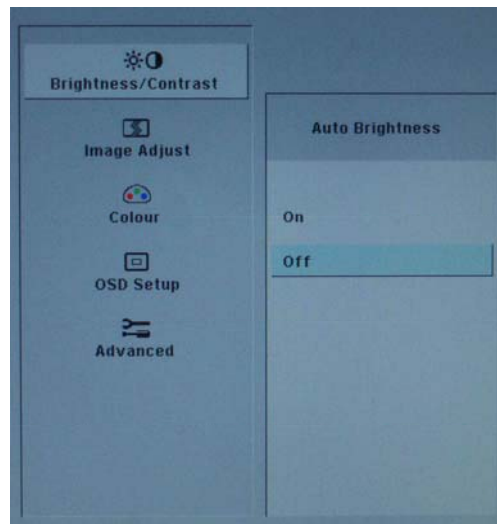 Brightness/Contrast
Image Adjust
Colour
OSD Setup
Advanced
Auto Brightness
On
Off